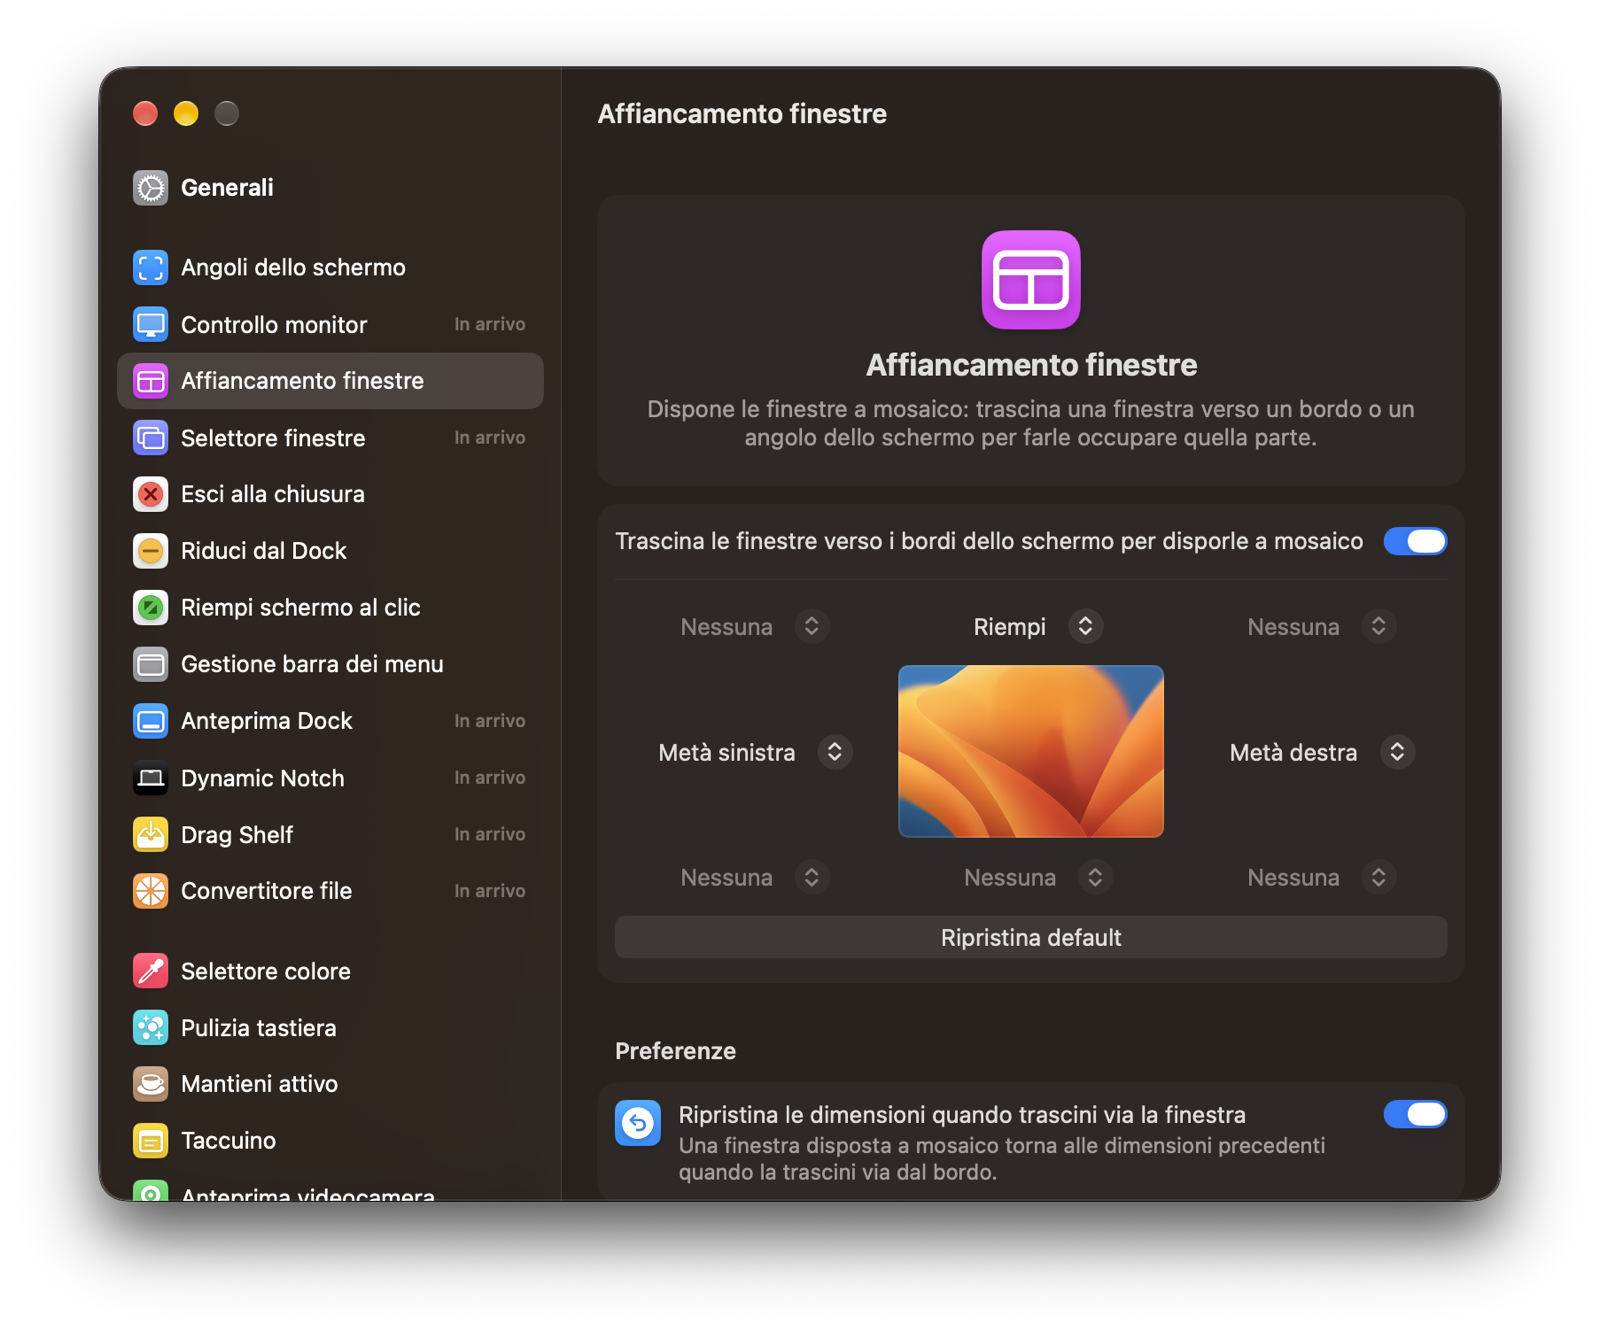 Affiancamento finestre
Generali
Angoli dello schermo
Controllo monitor In arrivo
Affiancamento finestre
Selettore finestre In arrivo
Esci alla chiusura
Riduci dal Dock
Riempi schermo al clic
Gestione barra dei menu
Anteprima Dock In arrivo
Dynamic Notch In arrivo
Drag Shelf In arrivo
Convertitore file In arrivo
Selettore colore
Pulizia tastiera
Mantieni attivo
Taccuino
Anteprima videocamera
Affiancamento finestre
Dispone le finestre a mosaico: trascina una finestra verso un bordo o un
angolo dello schermo per farle occupare quella parte.
Trascina le finestre verso i bordi dello schermo per disporle a mosaico
Nessuna Riempi Nessuna
Metà sinistra Metà destra
Nessuna Nessuna Nessuna
Ripristina default
Preferenze
Ripristina le dimensioni quando trascini via la finestra
Una finestra disposta a mosaico torna alle dimensioni precedenti
quando la trascini via dal bordo.